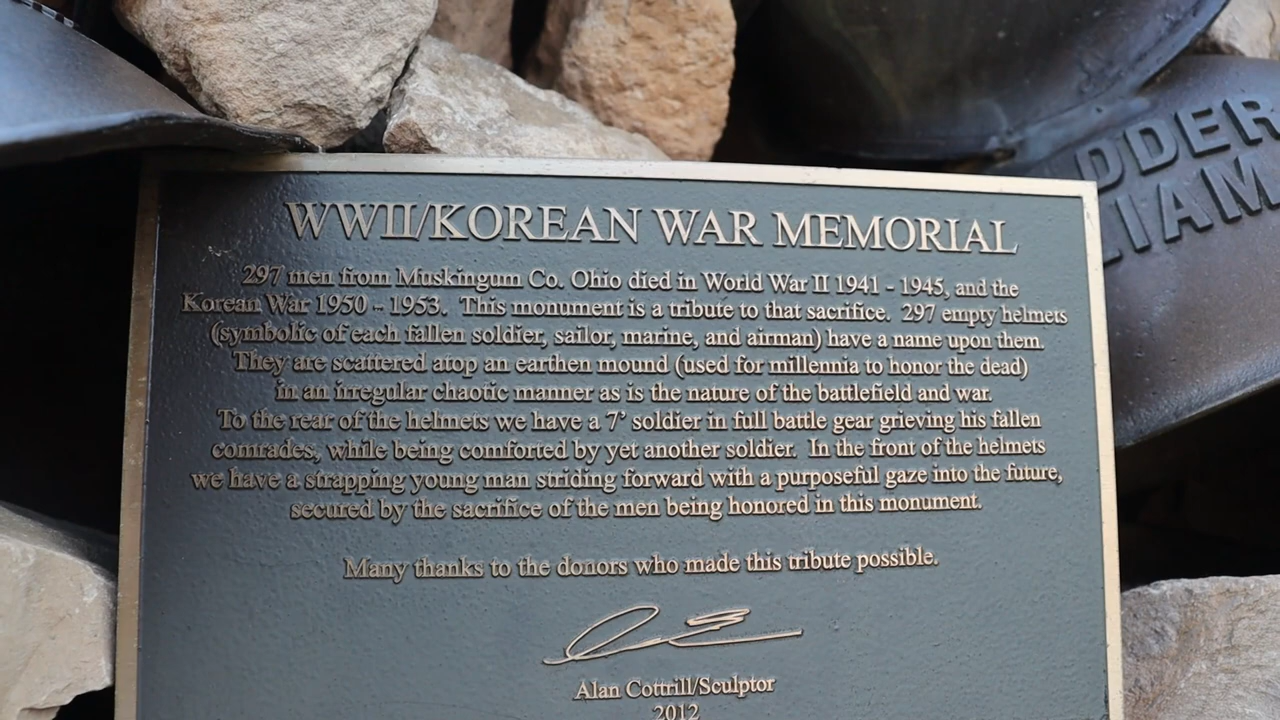 WWII/KOREAN WAR MEMORIAL
297 men from Muskingum Co. Ohio died in World War II 1941 - 1945, and the
Korean War 1950 - 1953. This monument is a tribute to that sacrifice. 297 empty helmets
(symbolic of each fallen soldier, sailor, marine, and airman) have a name upon them.
They are scattered atop an earthen mound (used for millennia to honor the dead)
in an irregular chaotic manner as is the nature of the battlefield and war.
To the rear of the helmets we have a 7' soldier in full battle gear grieving his fallen
comrades, while being comforted by yet another soldier. In the front of the helmets
we have a strapping young man striding forward with a purposeful gaze into the future,
secured by the sacrifice of the men being honored in this monument.
Many thanks to the donors who made this tribute possible.
Alan Cottrill/Sculptor
2012